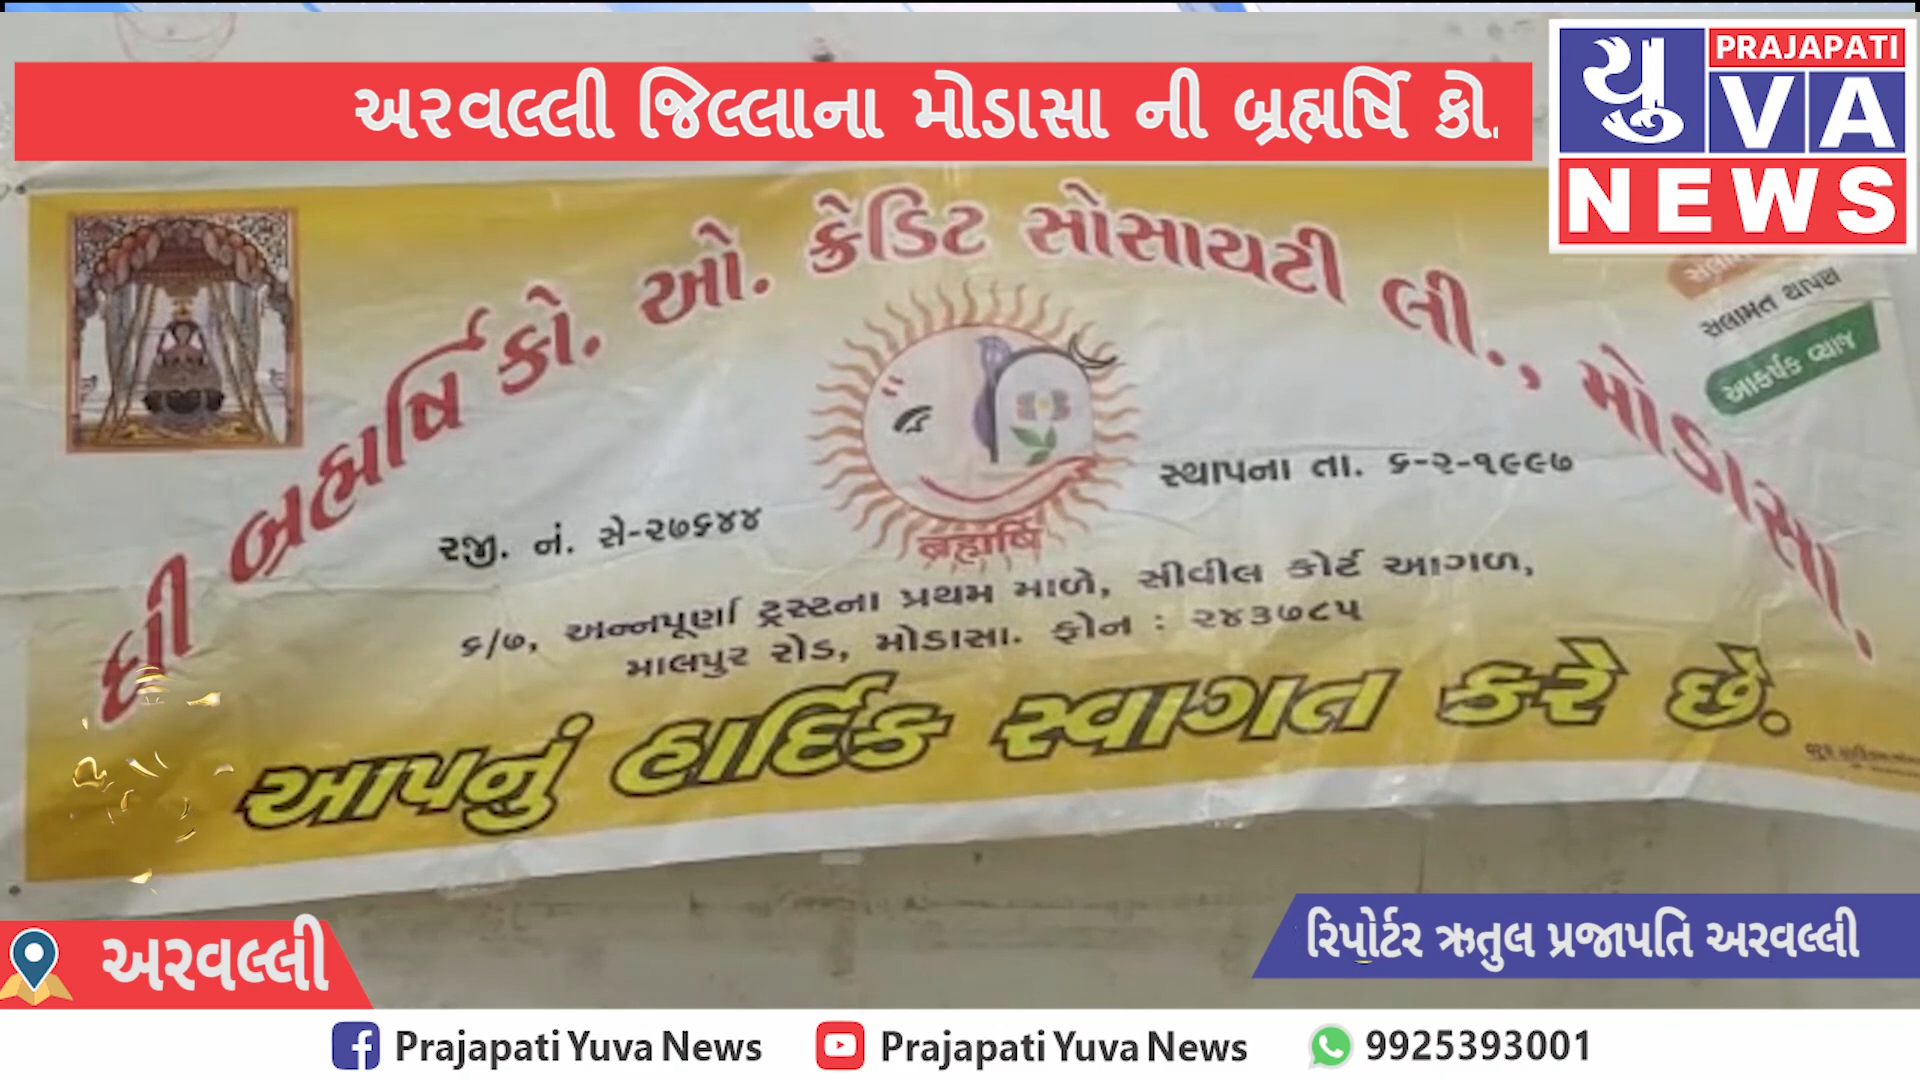 અરવલ્લી જિલ્લાના મોડાસા ની બ્રહ્મર્ષિ કો.
PRAJAPATI
યુ VA
NEWS
ધી બ્રહ્મર્ષિ કો. ઓ. ક્રેડિટ સોસાયટી લી., મોડાસા.
સલામત થાપણ
આકર્ષક વ્યાજ
રજી. નં. સે-૨૭૬૪૪
સ્થાપના તા. ૬-૨-૧૯૯૭
બ્રહ્મર્ષિ
૬/૭, અન્નપૂર્ણા ટ્રસ્ટના પ્રથમ માળે, સીવીલ કોર્ટ આગળ,
માલપુર રોડ, મોડાસા. ફોન : ૨૪૩૭૮૫
આપનું હાર્દિક સ્વાગત કરે છે.
અરવલ્લી
રિપોર્ટર ઋતુલ પ્રજાપતિ અરવલ્લી
Prajapati Yuva News
Prajapati Yuva News
9925393001